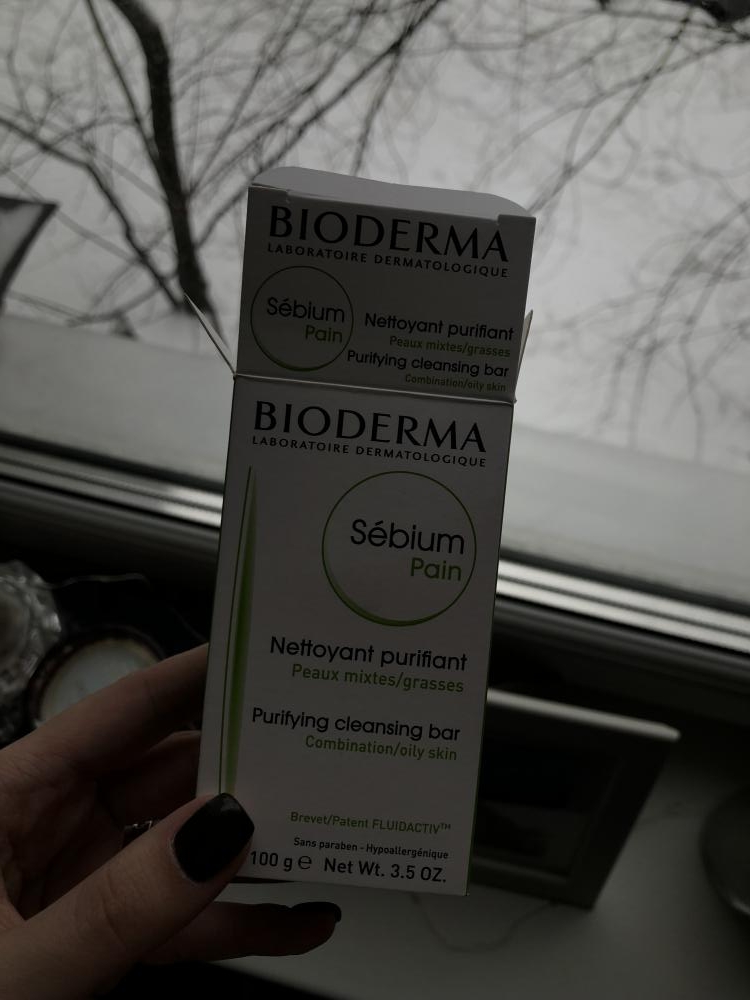 BIODERMA
LABORATOIRE DERMATOLOGIQUE
Sébium
Pain
Nettoyant purifiant
Peaux mixtes/grasses
Purifying cleansing bar
Combination/oily skin
BIODERMA
LABORATOIRE DERMATOLOGIQUE
Sébium
Pain
Nettoyant purifiant
Peaux mixtes/grasses
Purifying cleansing bar
Combination/oily skin
Brevet/Patent FLUIDACTIV™
Sans paraben - Hypoallergénique
100 g ℮ Net Wt. 3.5 OZ.